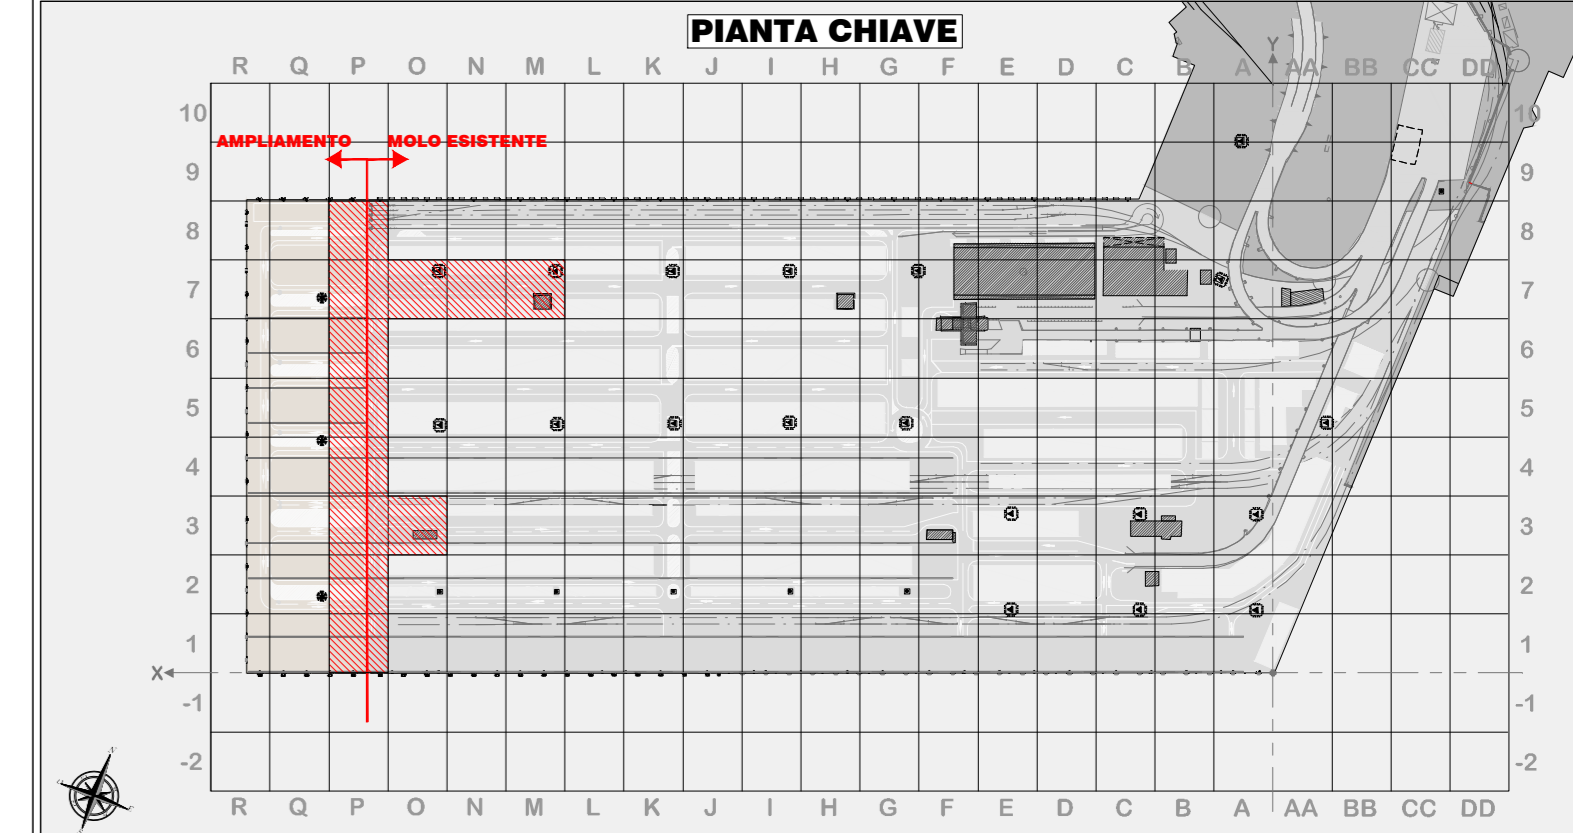 PIANTA CHIAVE
Y
R Q P O N M L K J I H G F E D C B A AA BB CC DD
10 10
AMPLIAMENTO MOLO ESISTENTE
9 9
8 8
7 7
6 6
5 5
4 4
3 3
2 2
1 1
X
-1 -1
-2 -2
N
R Q P O N M L K J I H G F E D C B A AA BB CC DD